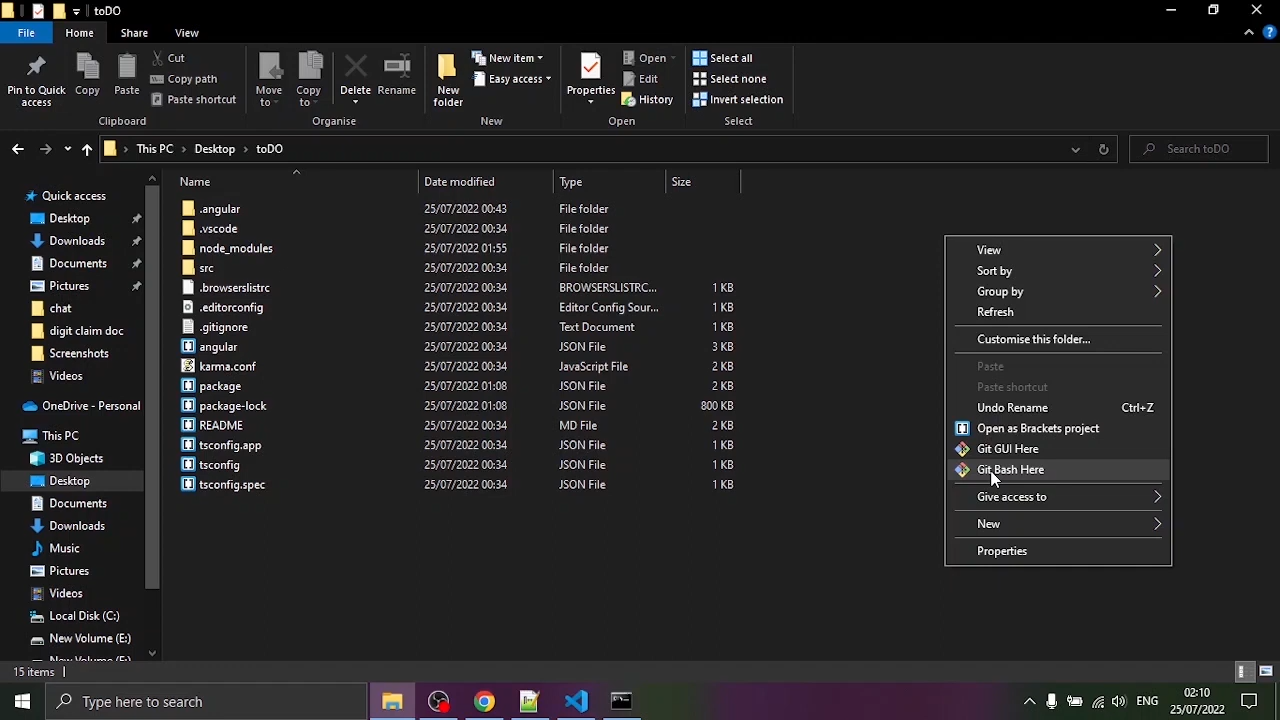 toDO
File
Home
Share
View
Pin to Quick
access
Copy
Paste
Cut
Copy path
Paste shortcut
Clipboard
Move
to
Copy
to
Delete
Rename
Organise
New
folder
New item
Easy access
New
Properties
Open
Edit
History
Open
Select all
Select none
Invert selection
Select
This PC
Desktop
toDO
Search toDO
Name
Date modified
Type
Size
.angular 25/07/2022 00:43 File folder
.vscode 25/07/2022 00:34 File folder
node_modules 25/07/2022 01:55 File folder
src 25/07/2022 00:34 File folder
.browserslistrc 25/07/2022 00:34 BROWSERSLISTRC... 1 KB
.editorconfig 25/07/2022 00:34 Editor Config Sour... 1 KB
.gitignore 25/07/2022 00:34 Text Document 1 KB
angular 25/07/2022 00:34 JSON File 3 KB
karma.conf 25/07/2022 00:34 JavaScript File 2 KB
package 25/07/2022 01:08 JSON File 2 KB
package-lock 25/07/2022 01:08 JSON File 800 KB
README 25/07/2022 00:34 MD File 2 KB
tsconfig.app 25/07/2022 00:34 JSON File 1 KB
tsconfig 25/07/2022 00:34 JSON File 1 KB
tsconfig.spec 25/07/2022 00:34 JSON File 1 KB
Quick access
Desktop
Downloads
Documents
Pictures
chat
digit claim doc
Screenshots
Videos
OneDrive - Personal
This PC
3D Objects
Desktop
Documents
Downloads
Music
Pictures
Videos
Local Disk (C:)
New Volume (E:)
View
Sort by
Group by
Refresh
Customise this folder...
Paste
Paste shortcut
Undo Rename Ctrl+Z
Open as Brackets project
Git GUI Here
Git Bash Here
Give access to
New
Properties
15 items
Type here to search
ENG
02:10
25/07/2022